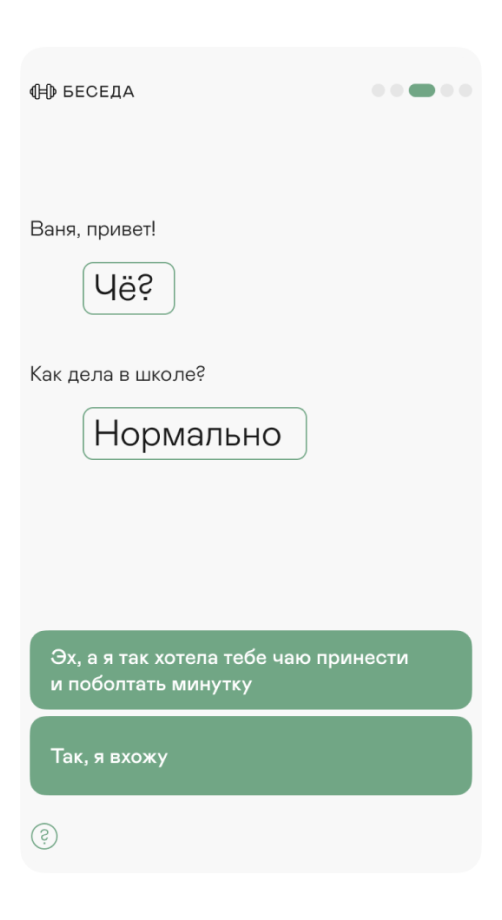 БЕСЕДА
Ваня, привет!
Чё?
Как дела в школе?
Нормально
Эх, а я так хотела тебе чаю принести
и поболтать минутку
Так, я вхожу
?